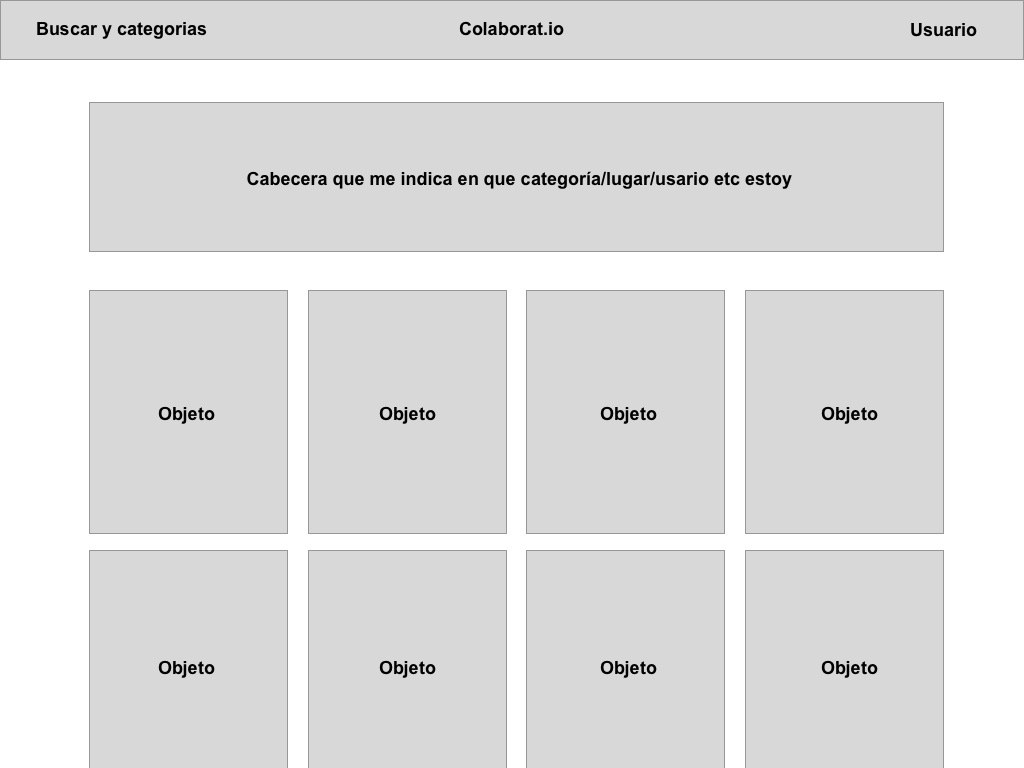 Buscar y categorias
Colaborat.io
Usuario
Cabecera que me indica en que categoría/lugar/usario etc estoy
Objeto
Objeto
Objeto
Objeto
Objeto
Objeto
Objeto
Objeto